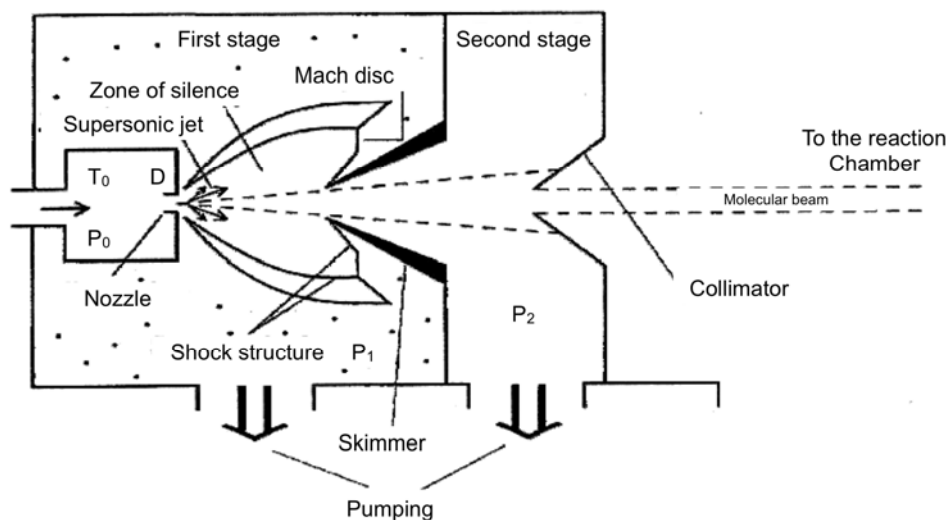 First stage
Second stage
Mach disc
Zone of silence
Supersonic jet
To the reaction
Chamber
T₀
D
Molecular beam
P₀
Nozzle
Collimator
P₂
Shock structure
P₁
Skimmer
Pumping